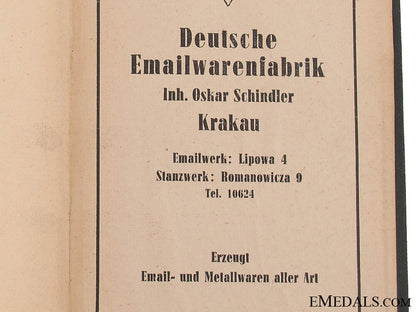 Deutsche
Emailwarenfabrik
Inh. Oskar Schindler
Krakau
Emailwerk: Lipowa 4
Stanzwerk: Romanowicza 9
Tel. 10624
Erzeugt
Email- und Metallwaren aller Art
EMEDALS.COM